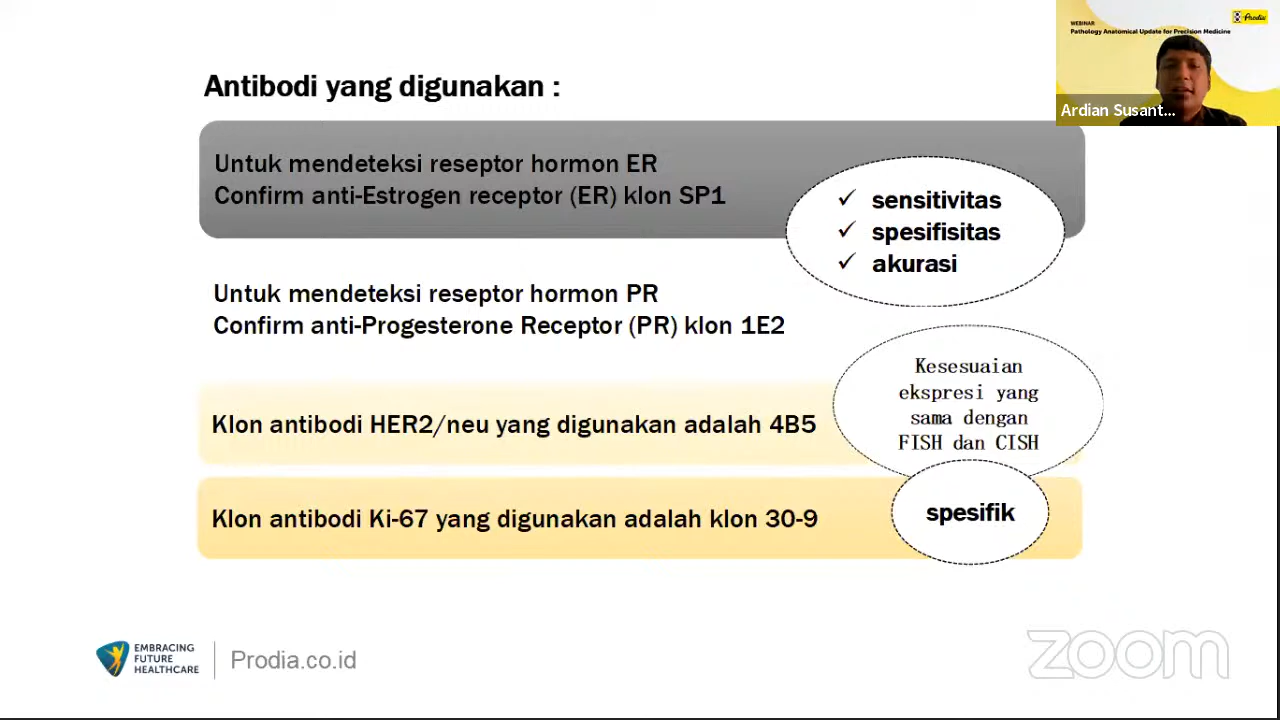 WEBINAR
Pathology Anatomical Update for Precision Medicine
Prodia
Ardian Susant...
Antibodi yang digunakan :
Untuk mendeteksi reseptor hormon ER
Confirm anti-Estrogen receptor (ER) klon SP1
✓ sensitivitas
✓ spesifisitas
✓ akurasi
Untuk mendeteksi reseptor hormon PR
Confirm anti-Progesterone Receptor (PR) klon 1E2
Kesesuaian
ekspresi yang
sama dengan
FISH dan CISH
Klon antibodi HER2/neu yang digunakan adalah 4B5
Klon antibodi Ki-67 yang digunakan adalah klon 30-9
spesifik
EMBRACING
FUTURE
HEALTHCARE
Prodia.co.id
zoom